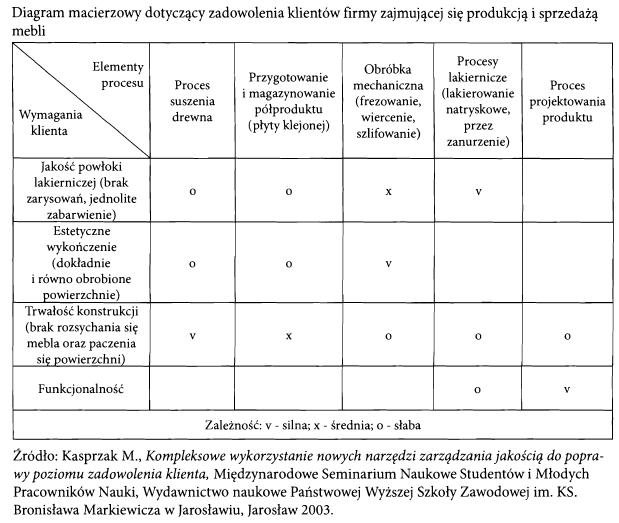 Diagram macierzowy dotyczący zadowolenia klientów firmy zajmującej się produkcją i sprzedażą
mebli
Elementy
procesu
Wymagania
klienta
Proces
suszenia
drewna
Przygotowanie
i magazynowanie
półproduktu
(płyty klejonej)
Obróbka
mechaniczna
(frezowanie,
wiercenie,
szlifowanie)
Procesy
lakiernicze
(lakierowanie
natryskowe,
przez
zanurzenie)
Proces
projektowania
produktu
Jakość powłoki
lakierniczej (brak
zarysowań, jednolite
zabarwienie)
o o x v
Estetyczne
wykończenie
(dokładnie
i równo obrobione
powierzchnie)
o o v
Trwałość konstrukcji
(brak rozsychania się
mebla oraz paczenia
się powierzchni)
v x o o o
Funkcjonalność
o v
Zależność: v - silna; x - średnia; o - słaba
Źródło: Kasprzak M., Kompleksowe wykorzystanie nowych narzędzi zarządzania jakością do popra-
wy poziomu zadowolenia klienta, Międzynarodowe Seminarium Naukowe Studentów i Młodych
Pracowników Nauki, Wydawnictwo naukowe Państwowej Wyższej Szkoły Zawodowej im. KS.
Bronisława Markiewicza w Jarosławiu, Jarosław 2003.